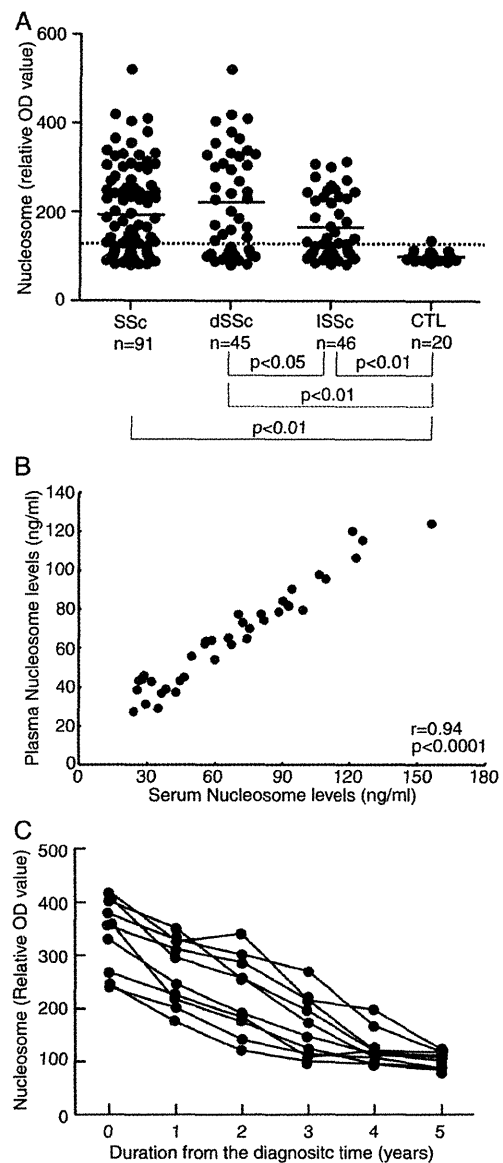 A
Nucleosome (relative OD value)
600
400
200
0
SSc dSSc lSSc CTL
n=91 n=45 n=46 n=20
p<0.05 p<0.01
p<0.01
p<0.01
B
Plasma Nucleosome levels (ng/ml)
140
120
100
80
60
40
20
0
r=0.94
p<0.0001
0 30 60 90 120 150 180
Serum Nucleosome levels (ng/ml)
C
Nucleosome (Relative OD value)
500
400
300
200
100
0
0 1 2 3 4 5
Duration from the diagnositc time (years)